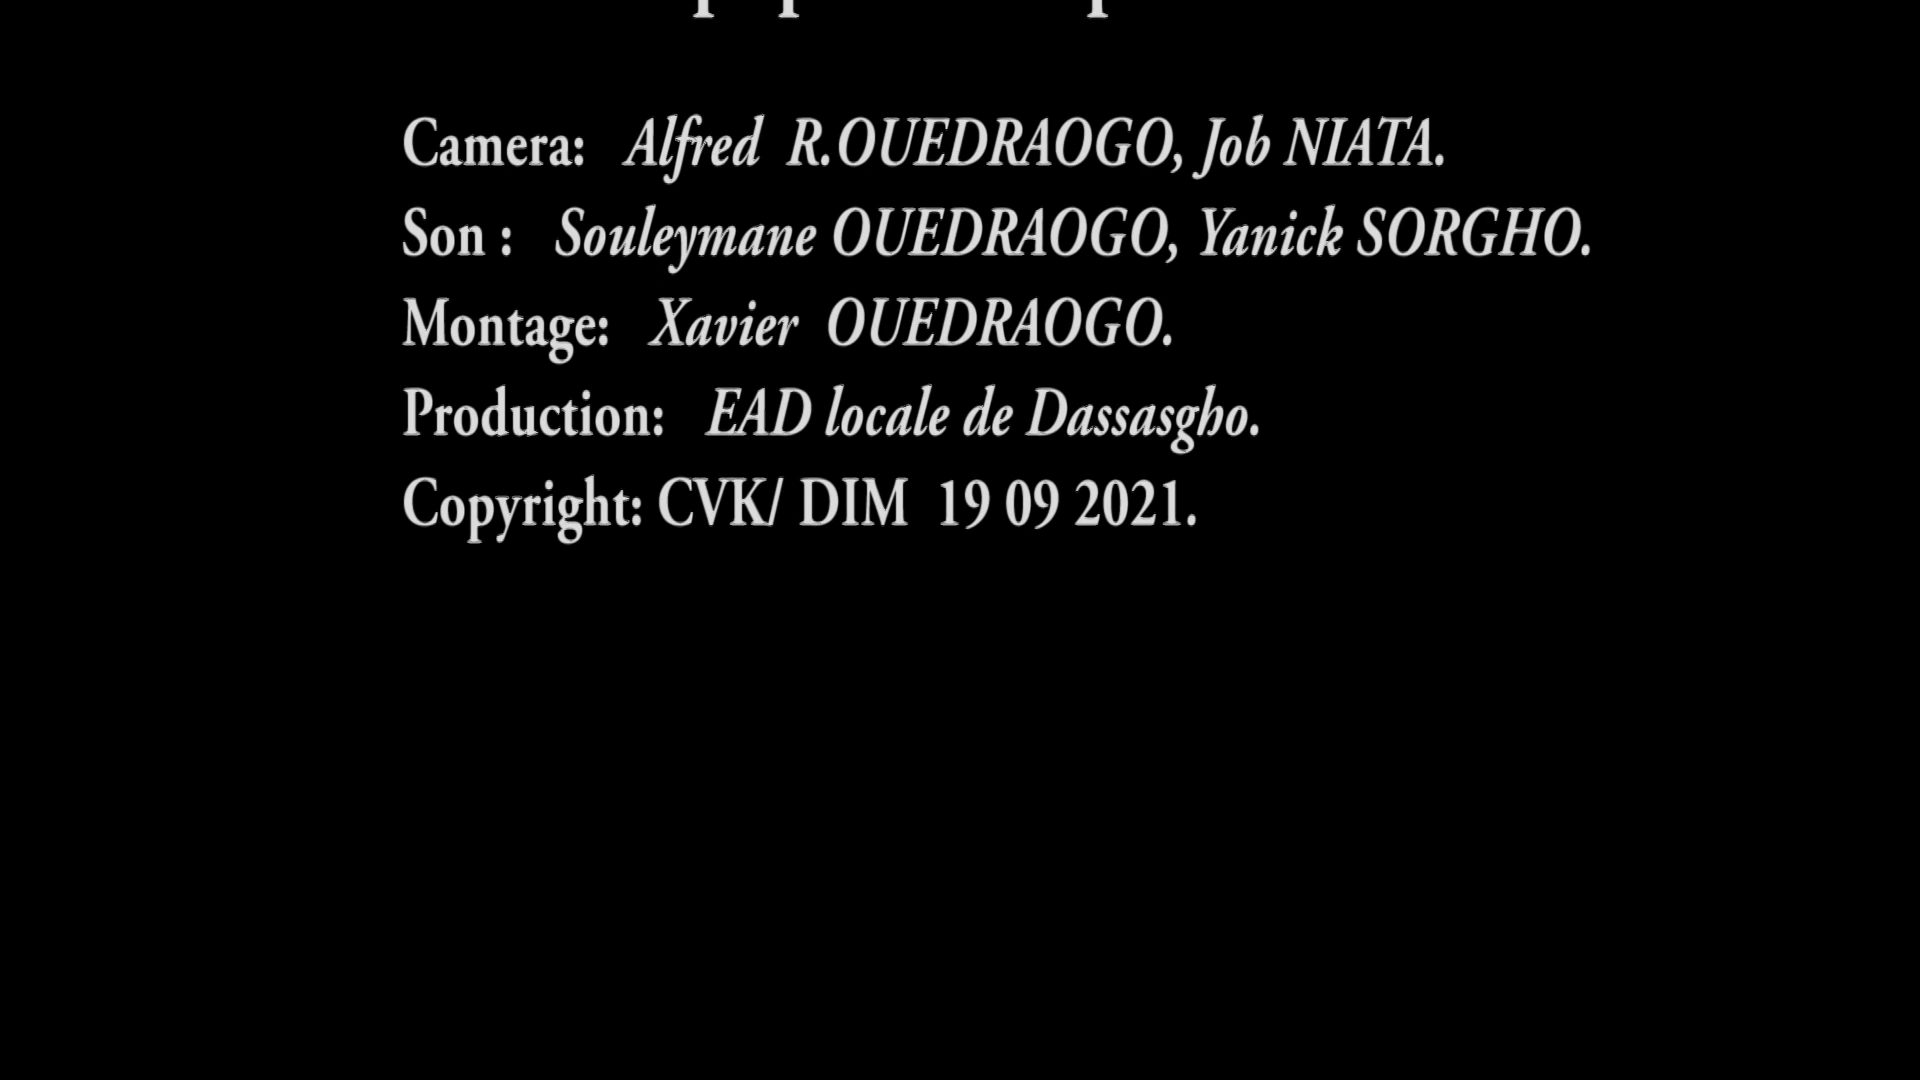 Camera: Alfred R.OUEDRAOGO, Job NIATA.
Son : Souleymane OUEDRAOGO, Yanick SORGHO.
Montage: Xavier OUEDRAOGO.
Production: EAD locale de Dassasgho.
Copyright: CVK/ DIM 19 09 2021.